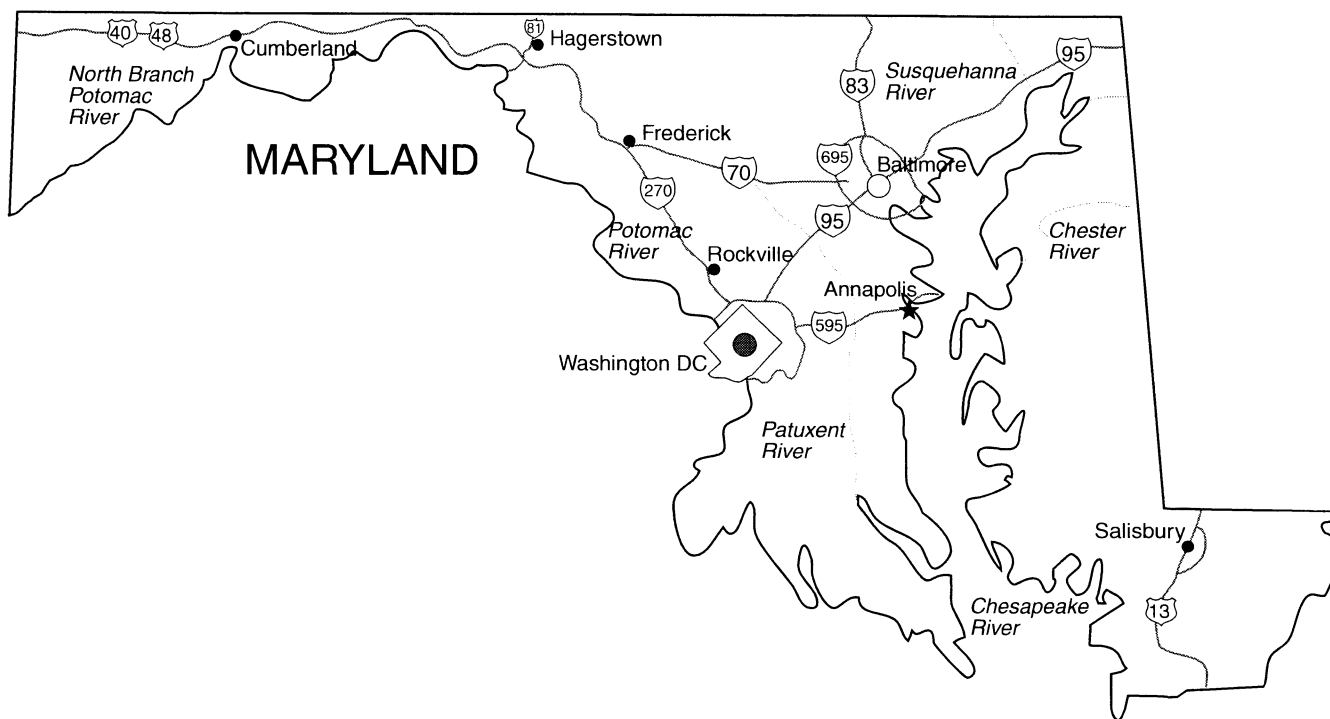 40
48
Cumberland
81
Hagerstown
95
North Branch
Potomac
River
83
Susquehanna
River
MARYLAND
Frederick
70
695
Baltimore
270
95
Potomac
River
Rockville
Chester
River
Annapolis
595
Washington DC
Patuxent
River
Salisbury
Chesapeake
River
13